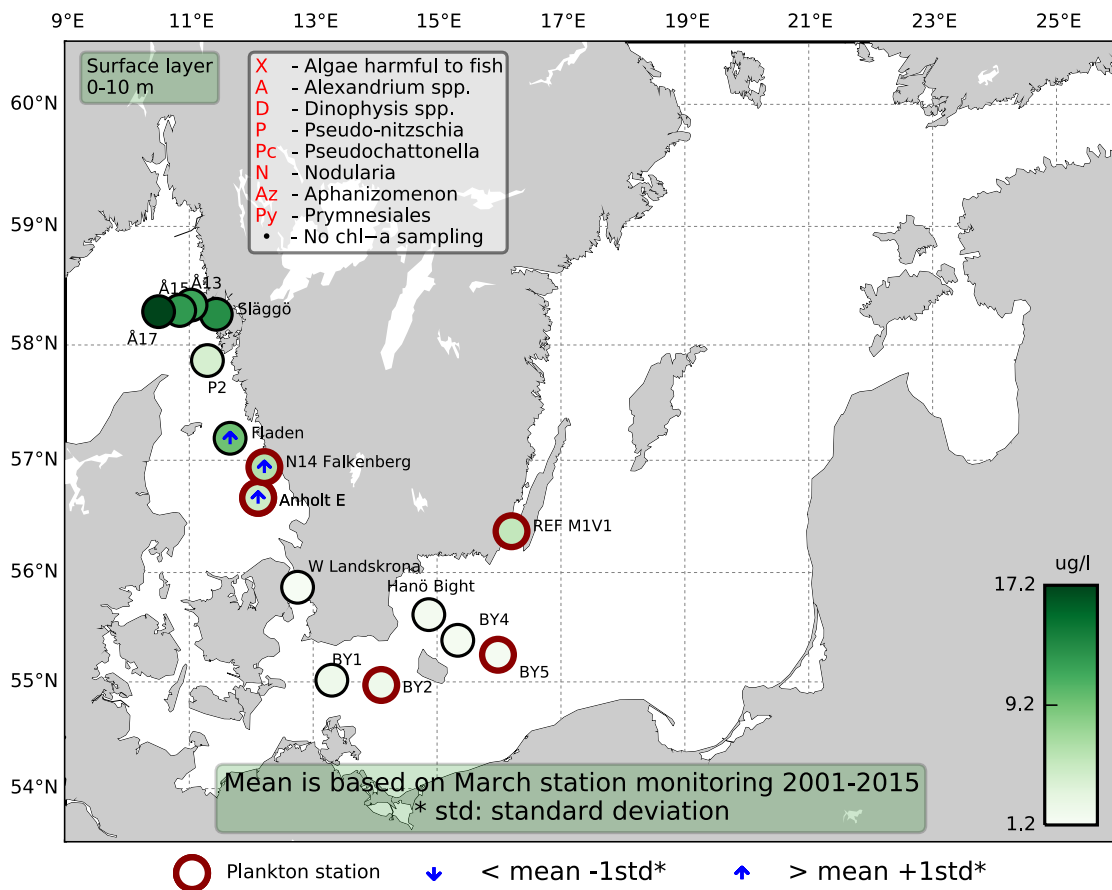 9°E 11°E 13°E 15°E 17°E 19°E 21°E 23°E 25°E
60°N
59°N
58°N
57°N
56°N
55°N
54°N
Surface layer
0-10 m
X - Algae harmful to fish
A - Alexandrium spp.
D - Dinophysis spp.
P - Pseudo-nitzschia
Pc - Pseudochattonella
N - Nodularia
Az - Aphanizomenon
Py - Prymnesiales
• - No chl−a sampling
Å13
Å15
Släggö
Å17
P2
Fladen
N14 Falkenberg
Anholt E
REF M1V1
W Landskrona
Hanö Bight
BY4
BY1
BY5
BY2
ug/l
17.2
9.2
1.2
Mean is based on March station monitoring 2001-2015
* std: standard deviation
Plankton station ↓ < mean -1std* ↑ > mean +1std*